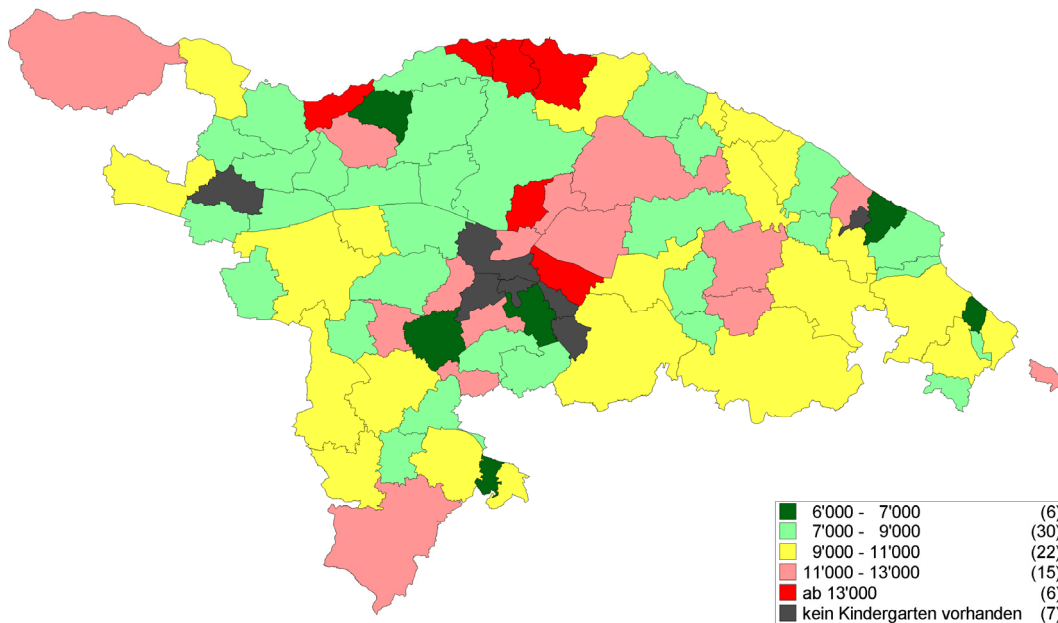 6'000 - 7'000 (6)
7'000 - 9'000 (30)
9'000 - 11'000 (22)
11'000 - 13'000 (15)
ab 13'000 (6)
kein Kindergarten vorhanden (7)